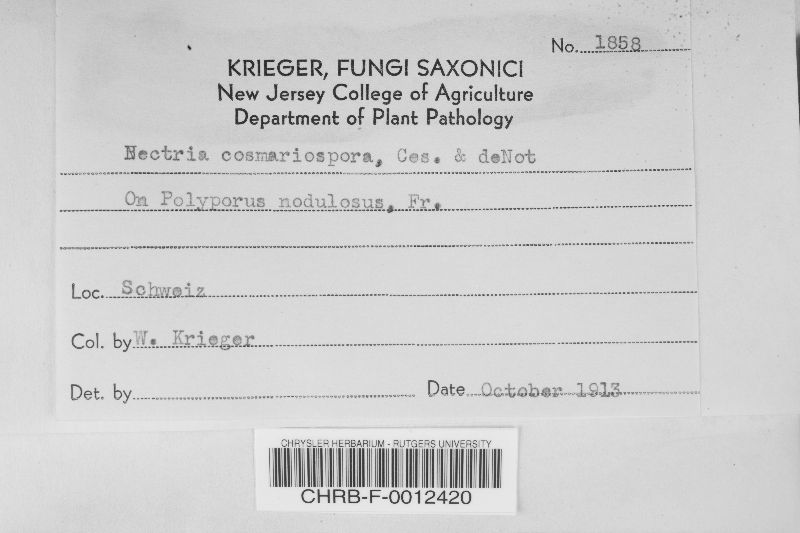 No. 1858
KRIEGER, FUNGI SAXONICI
New Jersey College of Agriculture
Department of Plant Pathology
Nectria cosmariospora, Ces. & deNot
On Polyporus nodulosus, Fr.
Loc. Schweiz
Col. by W. Krieger
Det. by
Date October 1913
CHRYSLER HERBARIUM - RUTGERS UNIVERSITY
CHRB-F-0012420